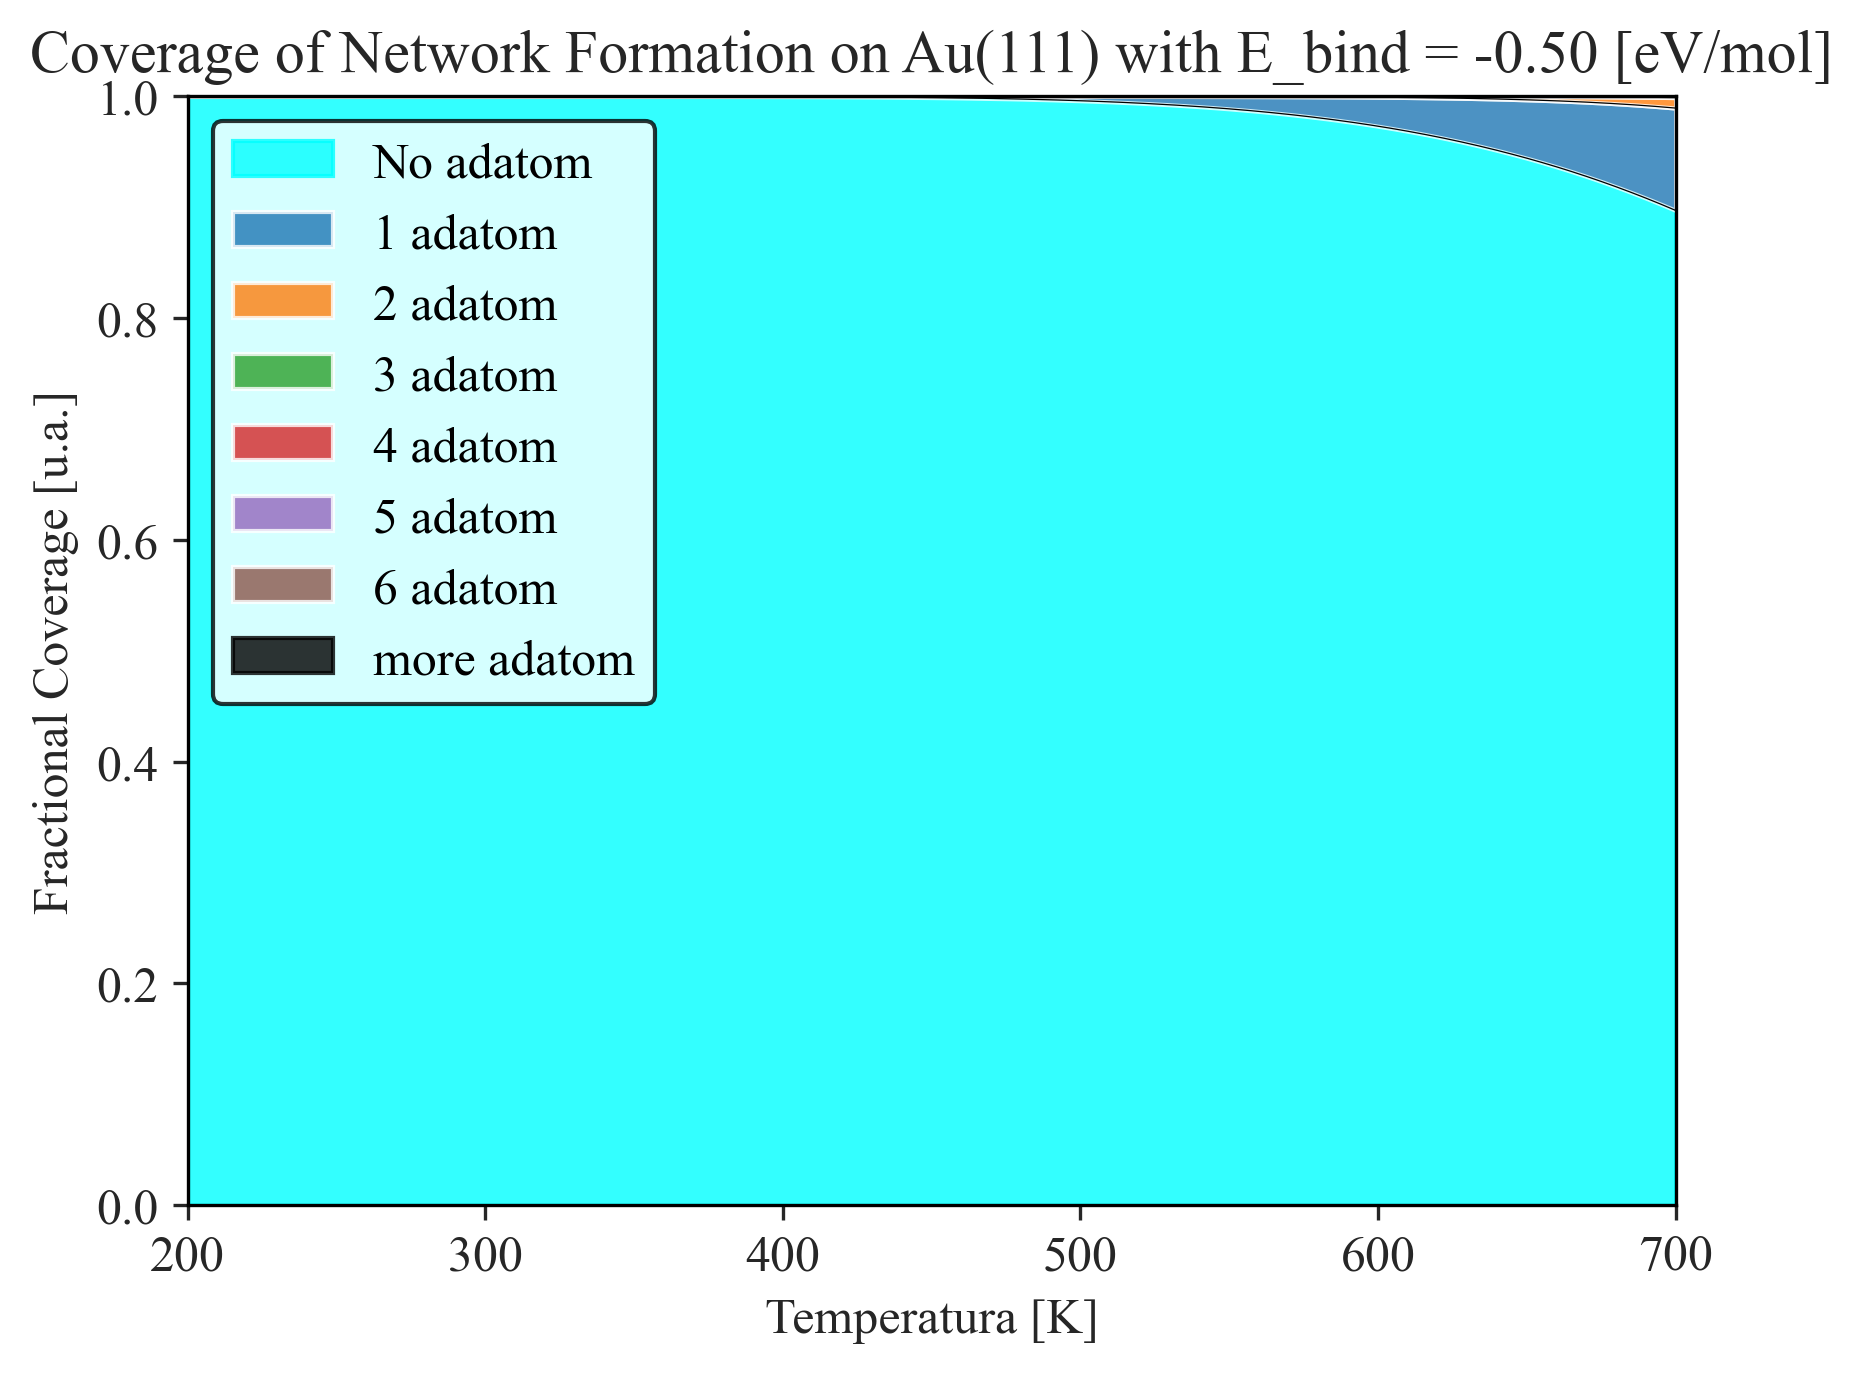 Coverage of Network Formation on Au(111) with E_bind = -0.50 [eV/mol]
1.0
0.8
0.6
0.4
0.2
0.0
Fractional Coverage [u.a.]
No adatom
1 adatom
2 adatom
3 adatom
4 adatom
5 adatom
6 adatom
more adatom
200 300 400 500 600 700
Temperatura [K]